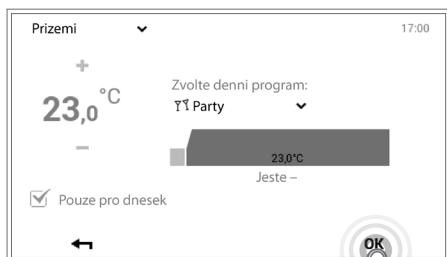 Prizemi
17:00
+
23,0 °C
−
Zvolte denni program:
Party
23,0°C
Jeste –
Pouze pro dnesek
OK